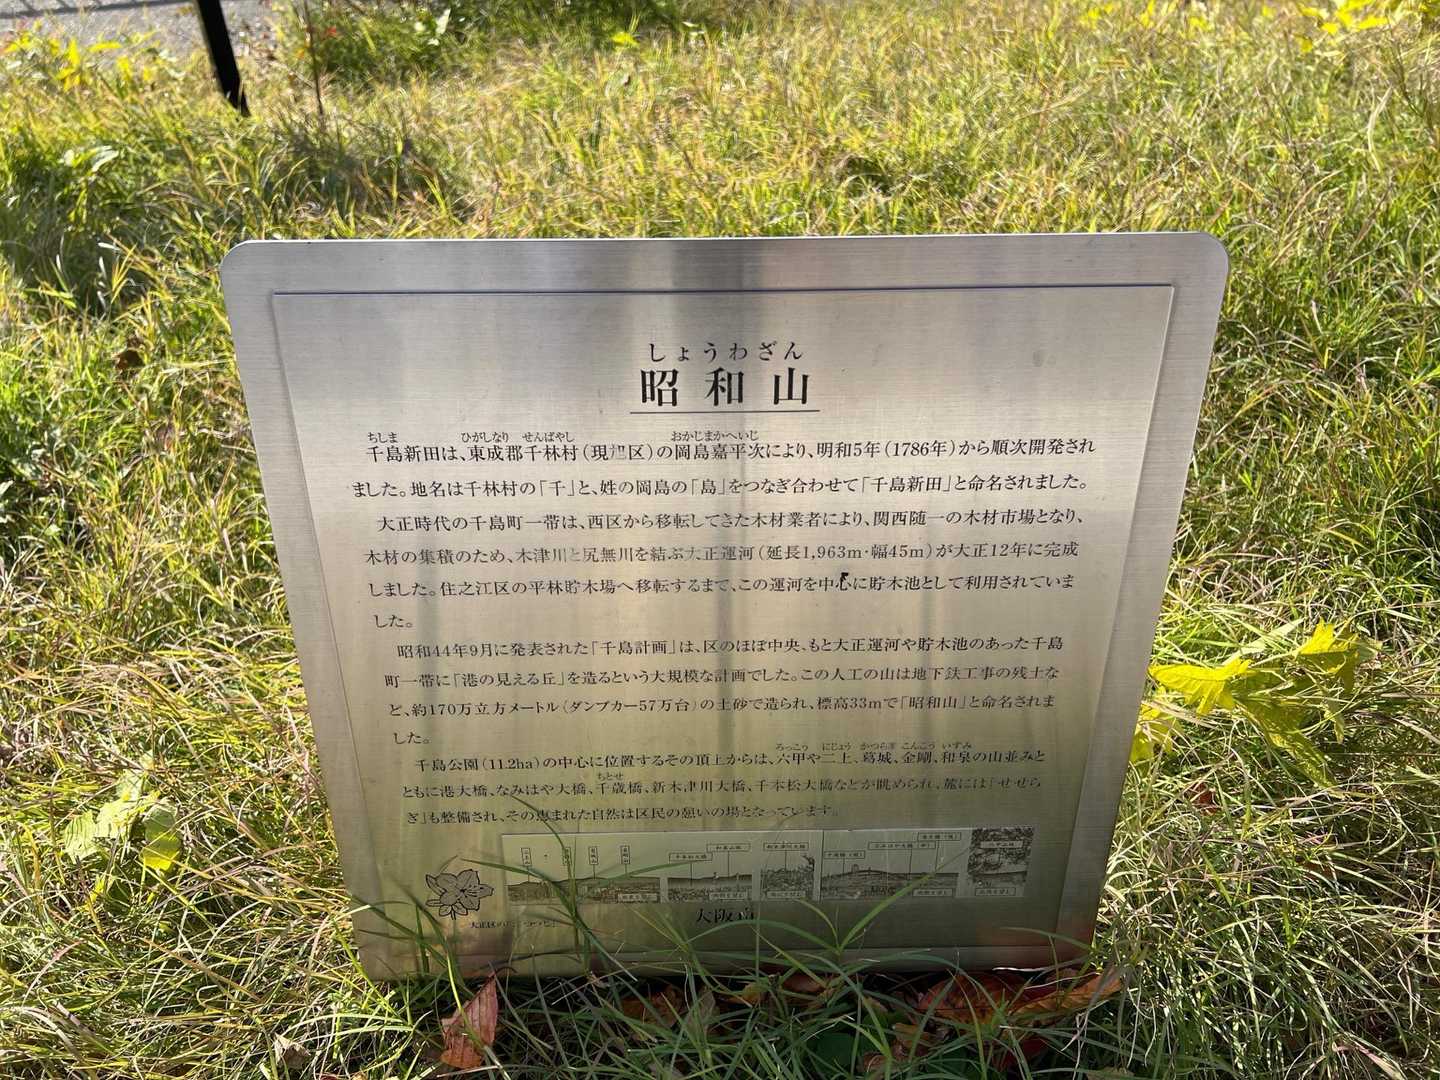 しょうわざん
昭和山
ちしま ひがしなり せんばやし おかじまかへいじ
千島新田は、東成郡千林村（現旭区）の岡島嘉平次により、明和5年（1786年）から順次開発され
ました。地名は千林村の「千」と、姓の岡島の「島」をつなぎ合わせて「千島新田」と命名されました。
大正時代の千島町一帯は、西区から移転してきた木材業者により、関西随一の木材市場となり、
木材の集積のため、木津川と尻無川を結ぶ大正運河（延長1,963m・幅45m）が大正12年に完成
しました。住之江区の平林貯木場へ移転するまで、この運河を中心に貯木池として利用されていま
した。
昭和44年9月に発表された「千島計画」は、区のほぼ中央、もと大正運河や貯木池のあった千島
町一帯に「港の見える丘」を造るという大規模な計画でした。この人工の山は地下鉄工事の残土な
ど、約170万立方メートル（ダンプカー57万台）の土砂で造られ、標高33mで「昭和山」と命名されま
した。
ろっこう にじょう かつらぎ こんごう いずみ
千島公園（11.2ha）の中心に位置するその頂上からは、六甲や二上、葛城、金剛、和泉の山並みと
ちとせ
ともに港大橋、なみはや大橋、千歳橋、新木津川大橋、千本松大橋などが眺められ、麓には「せせら
ぎ」も整備され、その恵まれた自然は区民の憩いの場となっています。
千本松大橋
和泉山脈
新木津川大橋
大正区の
大阪市